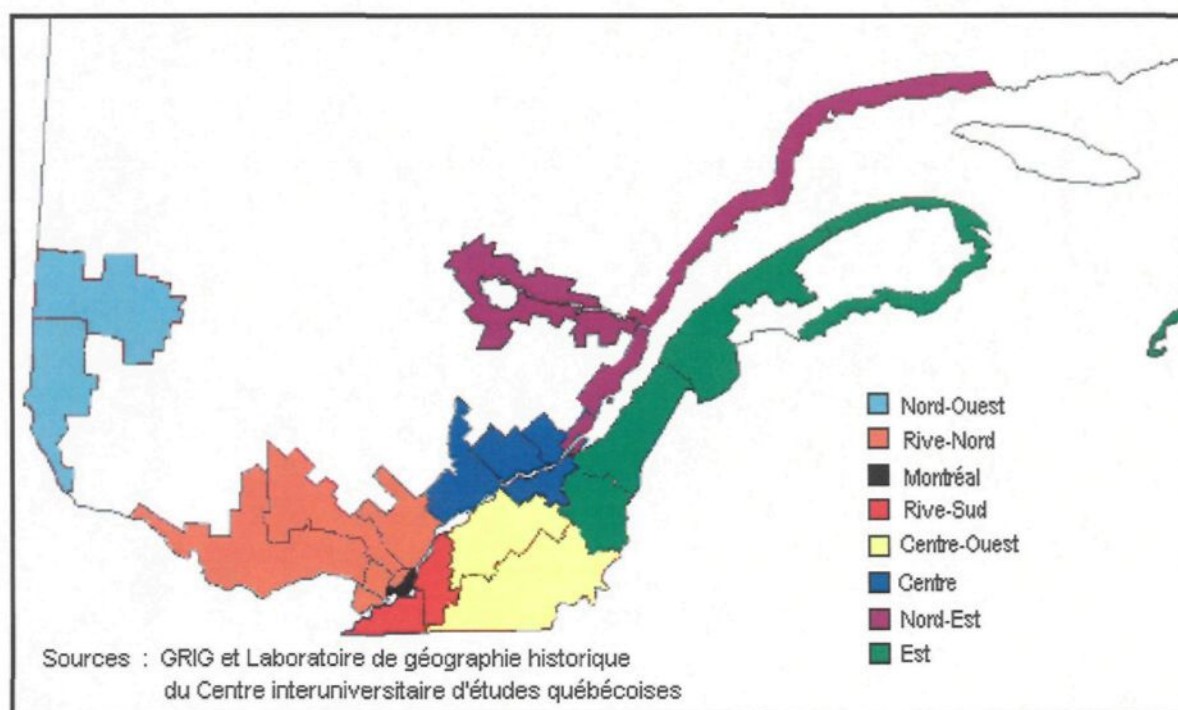 Nord-Ouest
Rive-Nord
Montréal
Rive-Sud
Centre-Ouest
Centre
Nord-Est
Est
Sources : GRIG et Laboratoire de géographie historique
du Centre interuniversitaire d'études québécoises